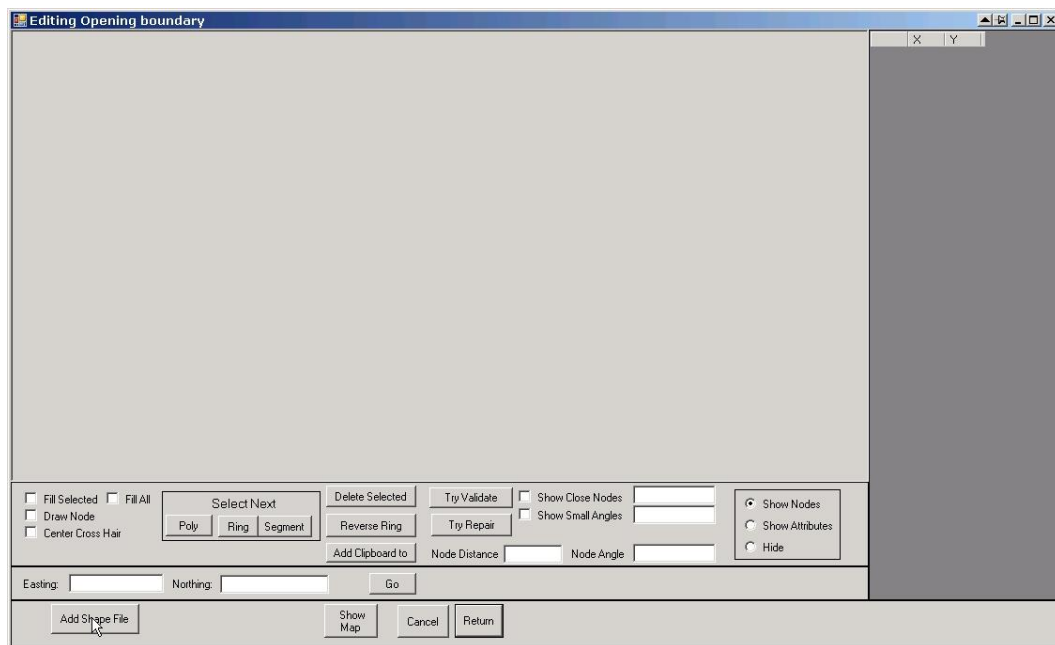 Editing Opening boundary
X Y
Fill Selected Fill All
Draw Node
Center Cross Hair
Select Next
Poly Ring Segment
Delete Selected
Reverse Ring
Add Clipboard to
Try Validate
Try Repair
Show Close Nodes
Show Small Angles
Node Distance Node Angle
Show Nodes
Show Attributes
Hide
Easting: Northing: Go
Add Shape File
Show
Map
Cancel
Return